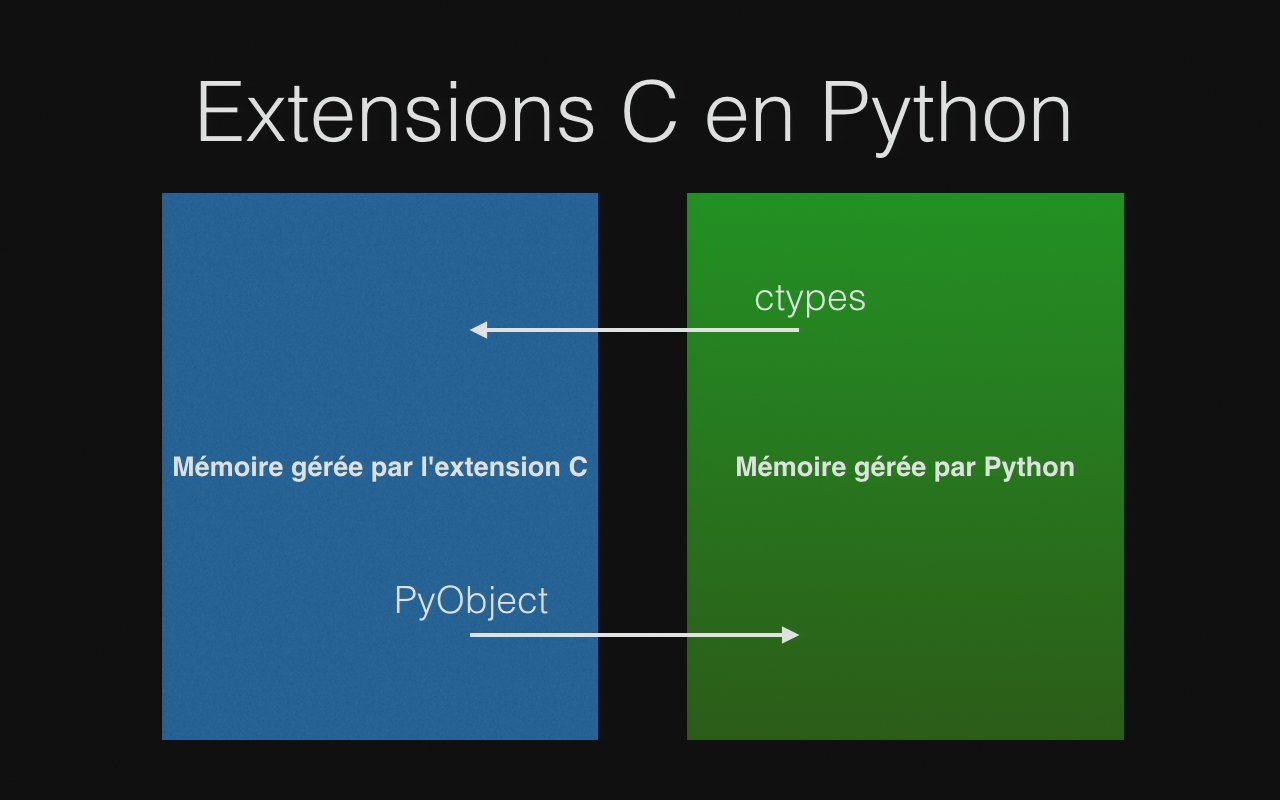 Extensions C en Python
ctypes
Mémoire gérée par l'extension C
Mémoire gérée par Python
PyObject